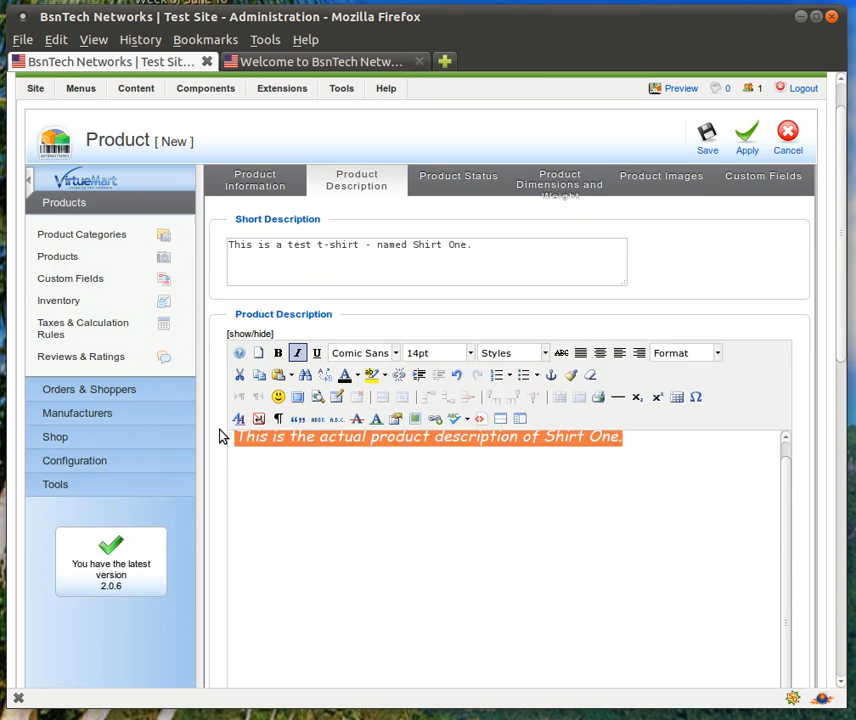 BsnTech Networks | Test Site - Administration - Mozilla Firefox
File Edit View History Bookmarks Tools Help
BsnTech Networks | Test Sit... Welcome to BsnTech Netw...
Site Menus Content Components Extensions Tools Help Preview 0 1 Logout
Product [ New ]
Save Apply Cancel
VirtueMart
Products
Product Categories
Products
Custom Fields
Inventory
Taxes & Calculation
Rules
Reviews & Ratings
Orders & Shoppers
Manufacturers
Shop
Configuration
Tools
You have the latest
version
2.0.6
Product
Information
Product
Description
Product Status
Product
Dimensions and
Weight
Product Images
Custom Fields
Short Description
This is a test t-shirt - named Shirt One.
Product Description
[show/hide]
B I U Comic Sans 14pt Styles ABC Format
This is the actual product description of Shirt One.